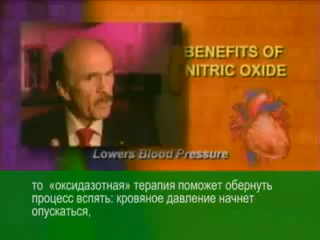 BENEFITS OF
NITRIC OXIDE
Lowers Blood Pressure
то «оксидазотная» терапия поможет обернуть
процесс вспять: кровяное давление начнет
опускаться,